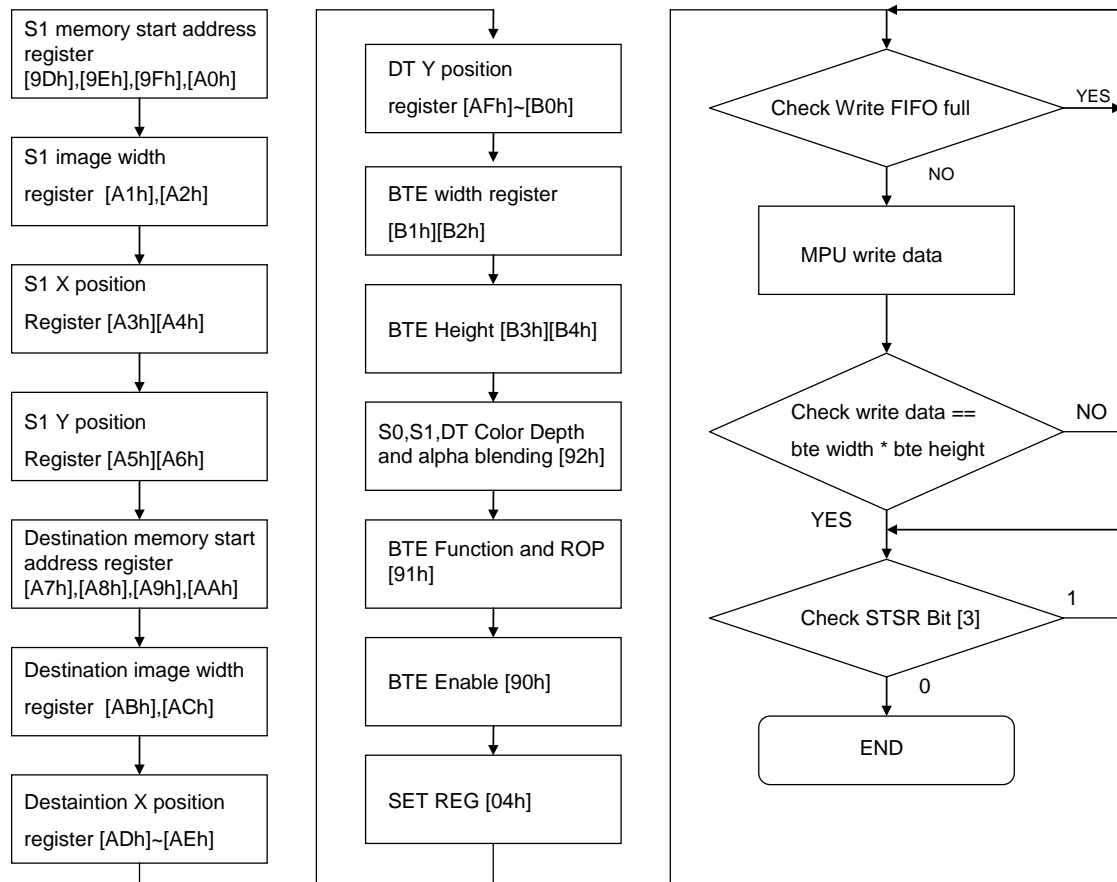 S1 memory start address
register
[9Dh],[9Eh],[9Fh],[A0h]
S1 image width
register  [A1h],[A2h]
S1 X position
Register [A3h][A4h]
S1 Y position
Register [A5h][A6h]
Destination memory start
address register
[A7h],[A8h],[A9h],[AAh]
Destination image width
register  [ABh],[ACh]
Destaintion X position
register [ADh]~[AEh]
DT Y position
register [AFh]~[B0h]
BTE width register
[B1h][B2h]
BTE Height [B3h][B4h]
S0,S1,DT Color Depth
and alpha blending [92h]
BTE Function and ROP
[91h]
BTE Enable [90h]
SET REG [04h]
Check Write FIFO full
YES
NO
MPU write data
Check write data ==
bte width * bte height
NO
YES
Check STSR Bit [3]
1
0
END